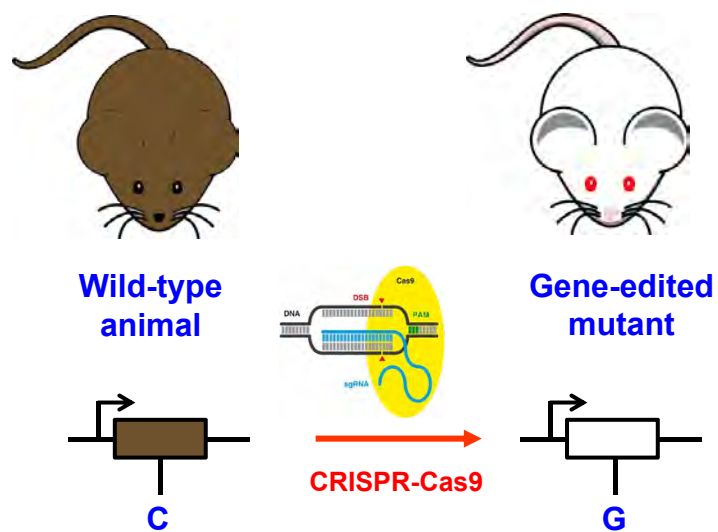 Wild-type
animal
Cas9
DSB
DNA
PAM
sgRNA
Gene-edited
mutant
CRISPR-Cas9
C
G